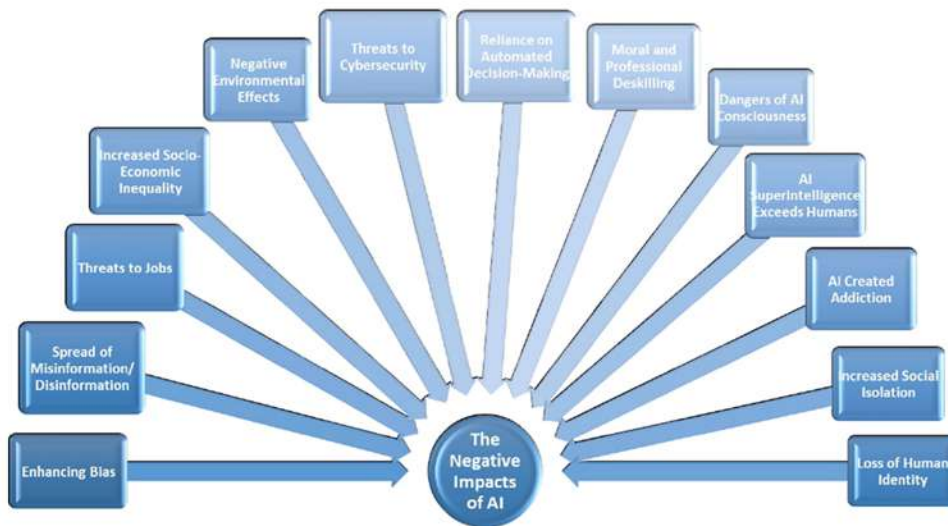 Enhancing Bias
Spread of
Misinformation/
Disinformation
Threats to Jobs
Increased Socio-
Economic
Inequality
Negative
Environmental
Effects
Threats to
Cybersecurity
Reliance on
Automated
Decision-Making
Moral and
Professional
Deskilling
Dangers of AI
Consciousness
AI
Superintelligence
Exceeds Humans
AI Created
Addiction
Increased Social
Isolation
Loss of Human
Identity
The
Negative
Impacts
of AI